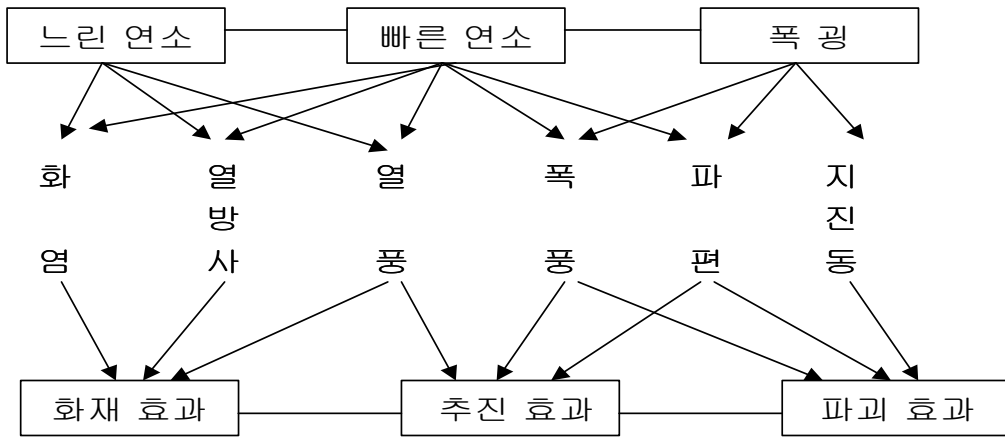 느린 연소
빠른 연소
폭 굉
화염
열방사
열풍
폭풍
파편
지진동
화재 효과
추진 효과
파괴 효과